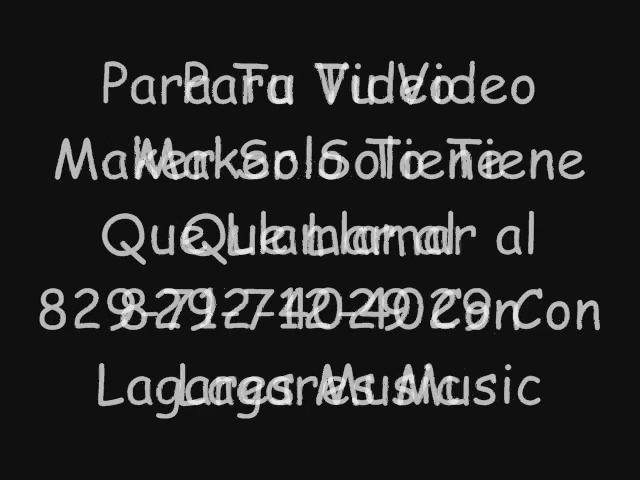 Para Tu Video
Maker Solo Tiene
Que Llamar al
829-712-4029 Con
Lagares Music